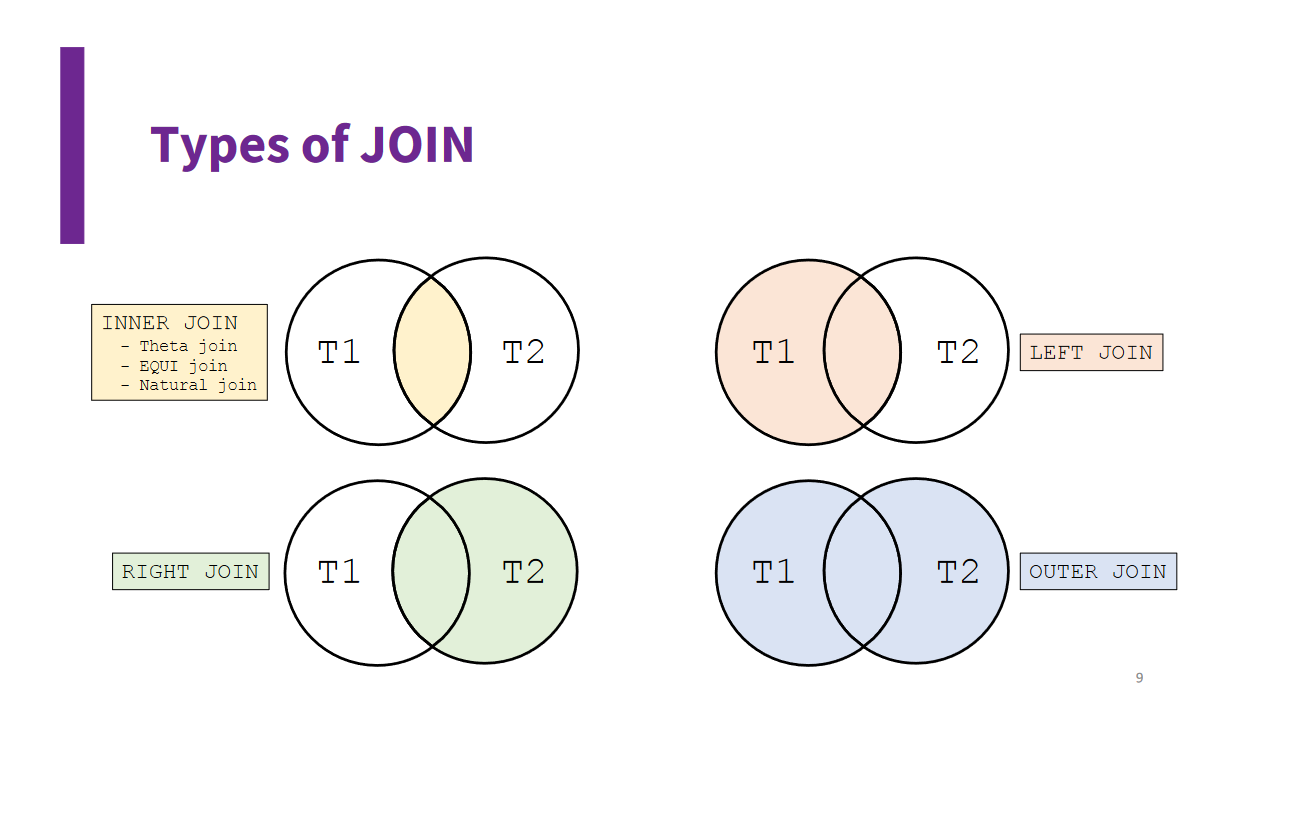 Types of JOIN
INNER JOIN
- Theta join
- EQUI join
- Natural join
T1
T2
T1
T2
LEFT JOIN
RIGHT JOIN
T1
T2
T1
T2
OUTER JOIN
9